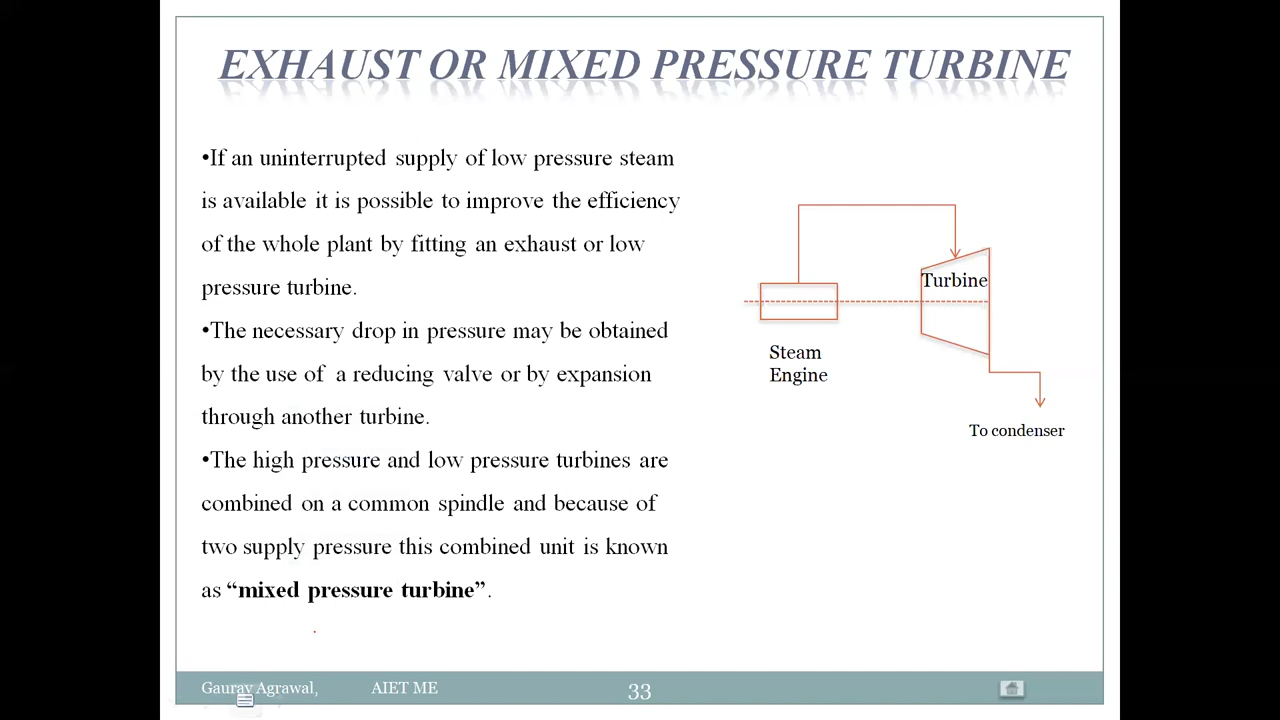 EXHAUST OR MIXED PRESSURE TURBINE
•If an uninterrupted supply of low pressure steam
is available it is possible to improve the efficiency
of the whole plant by fitting an exhaust or low
pressure turbine.
•The necessary drop in pressure may be obtained
by the use of a reducing valve or by expansion
through another turbine.
•The high pressure and low pressure turbines are
combined on a common spindle and because of
two supply pressure this combined unit is known
as “mixed pressure turbine”.
Turbine
Steam
Engine
To condenser
Gaurav Agrawal, AIET ME
33